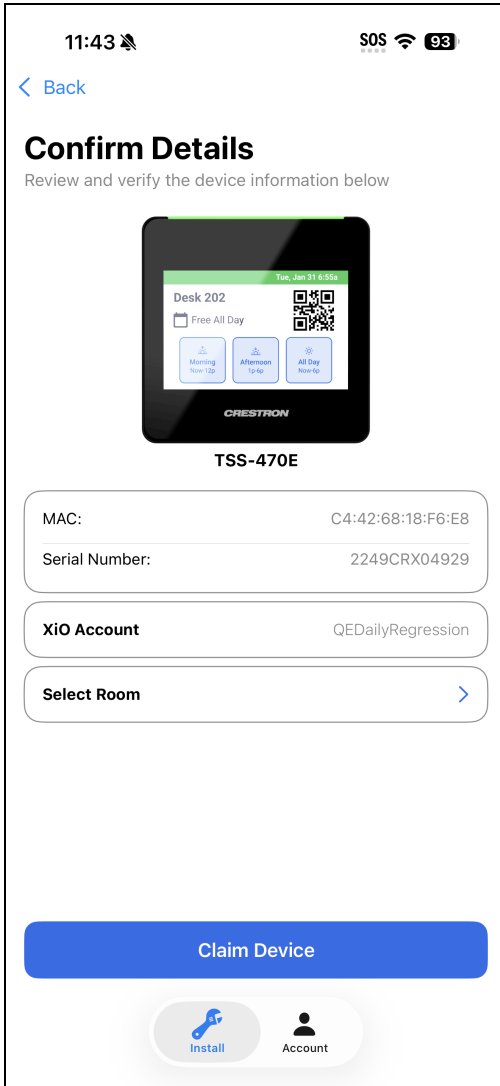 11:43
SOS
93
Back
Confirm Details
Review and verify the device information below
Tue, Jan 31 6:55a
Desk 202
Free All Day
Morning
Now-12p
Afternoon
1p-6p
All Day
Now-6p
CRESTRON
TSS-470E
MAC: C4:42:68:18:F6:E8
Serial Number: 2249CRX04929
XiO Account QEDailyRegression
Select Room
Claim Device
Install Account